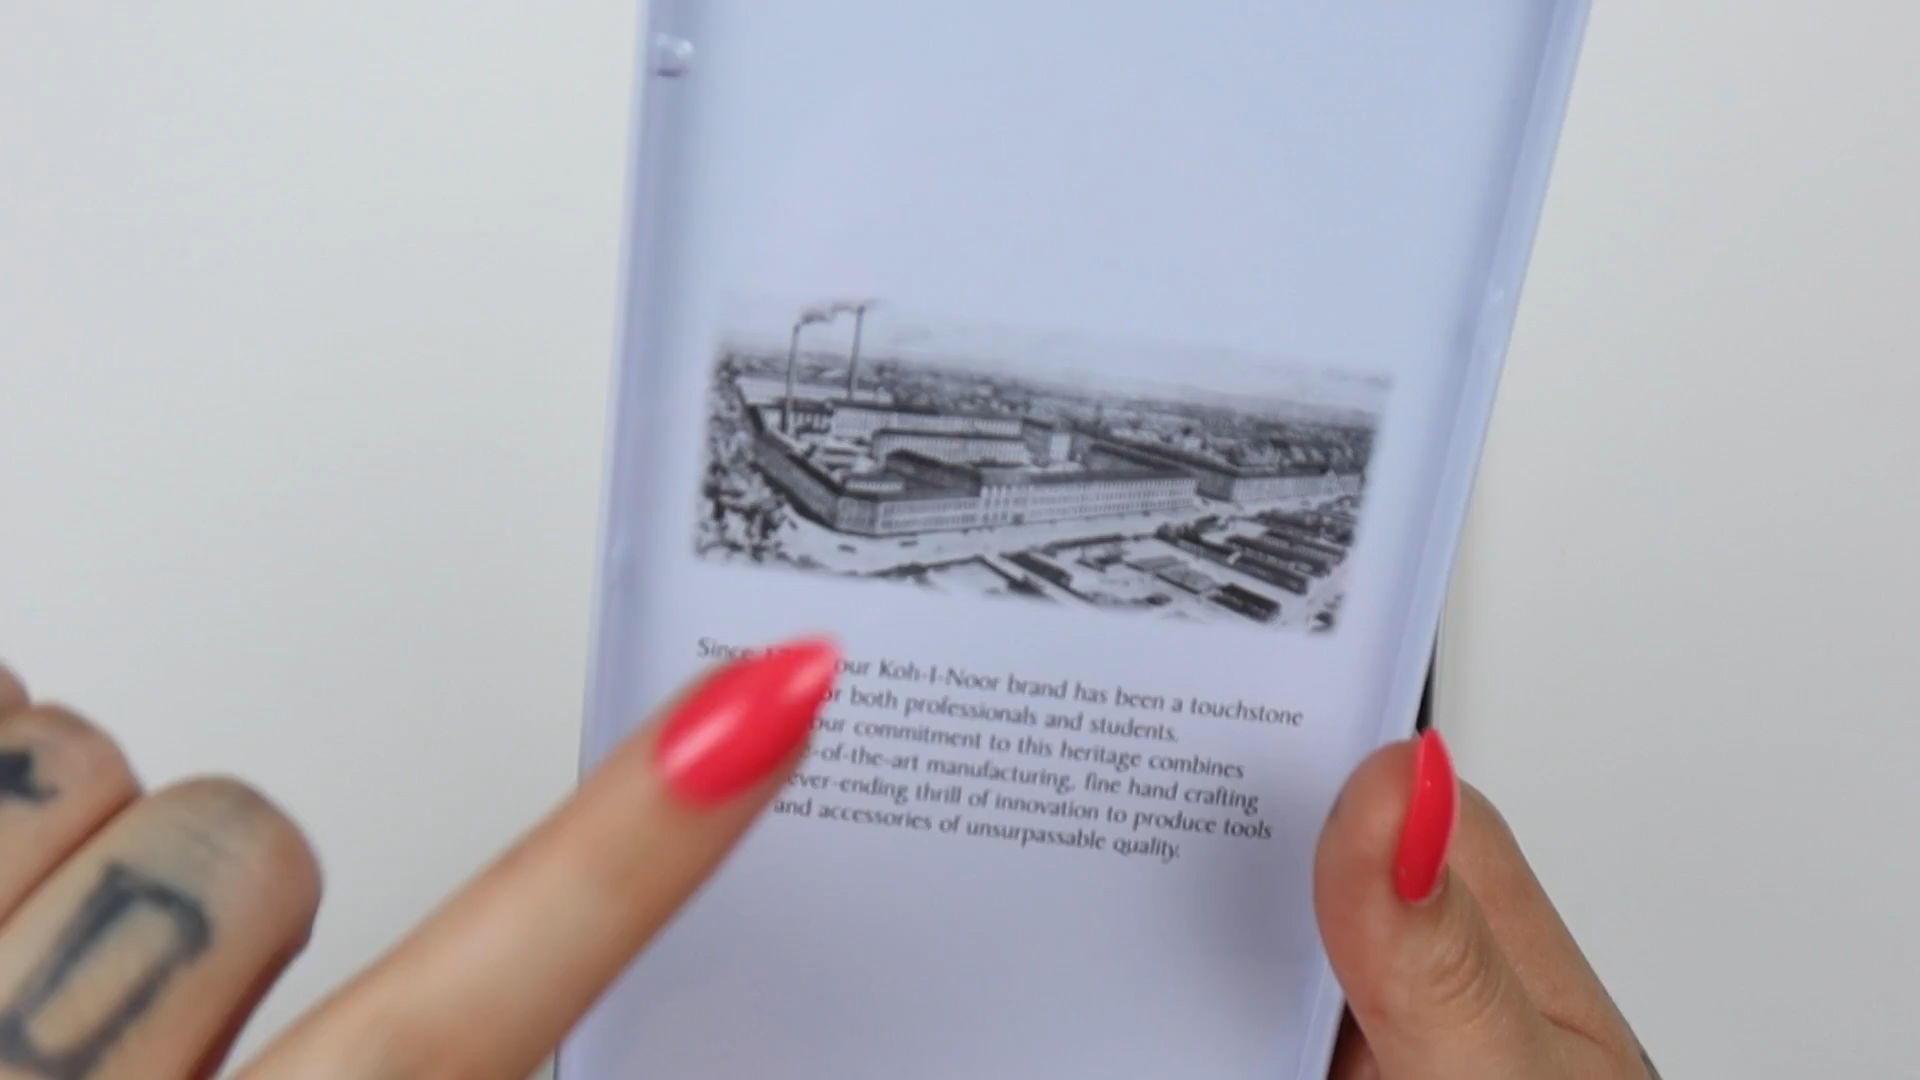 Since our Koh-I-Noor brand has been a touchstone
both professionals and students.
our commitment to this heritage combines
-of-the-art manufacturing, fine hand crafting
ever-ending thrill of innovation to produce tools
and accessories of unsurpassable quality.